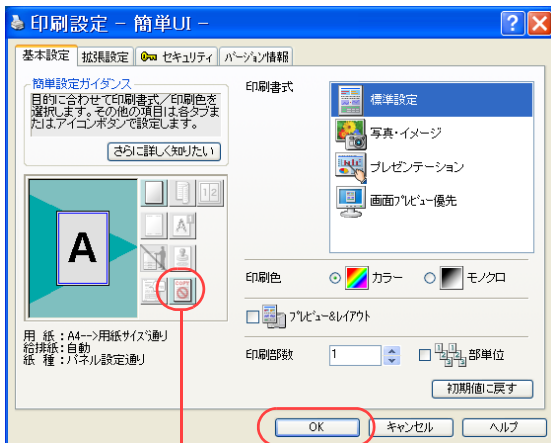 印刷設定 - 簡単UI -
基本設定 拡張設定 セキュリティ バージョン情報
簡単設定ガイダンス
目的に合わせて印刷書式/印刷色を
選択します。その他の項目は各タブま
たは、アイコンボタンで設定します。
さらに詳しく知りたい
A
12
A
COPY
用 紙 : A4-->用紙サイズ通り
給排紙 : 自動
紙 種 : パネル設定通り
印刷書式
標準設定
写真・イメージ
プレゼンテーション
画面プレビュー優先
印刷色 カラー モノクロ
プレビュー&レイアウト
印刷部数 1 部単位
初期値に戻す
OK キャンセル ヘルプ